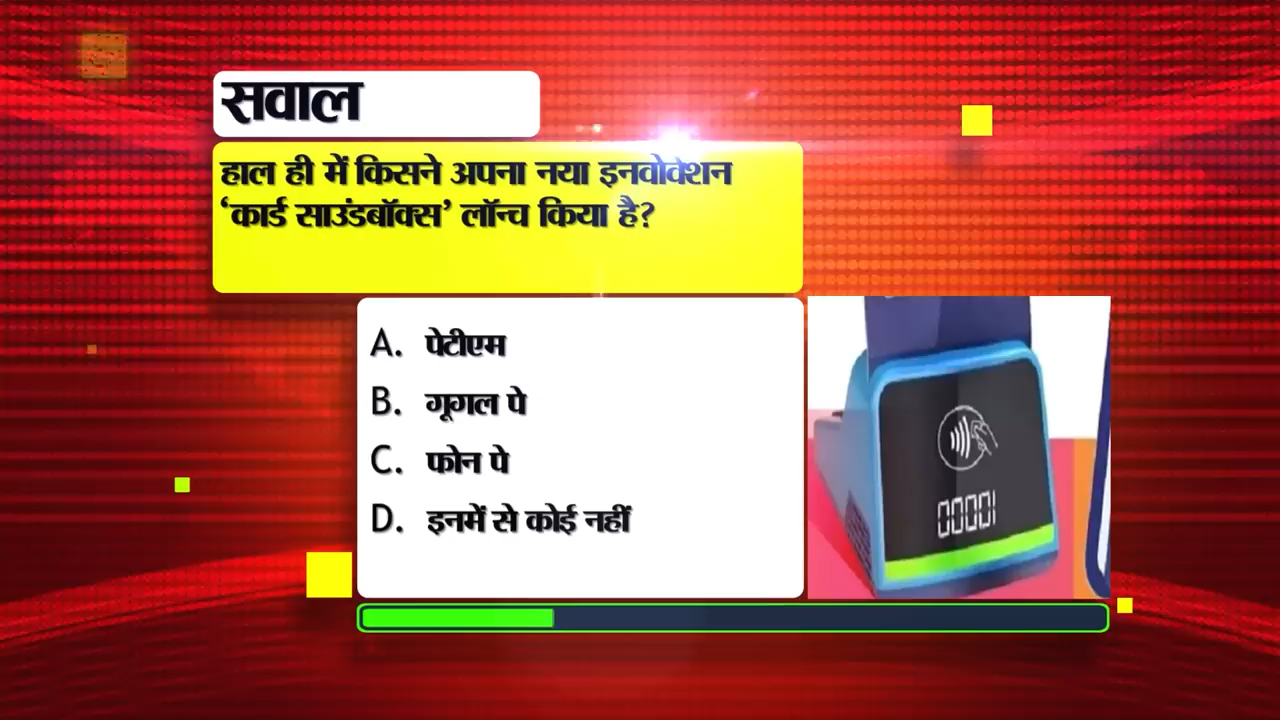 सवाल
हाल ही में किसने अपना नया इनवोवेशन
‘कार्ड साउंडबॉक्स’ लॉन्च किया है?
A. पेटीएम
B. गूगल पे
C. फोन पे
D. इनमें से कोई नहीं
00001